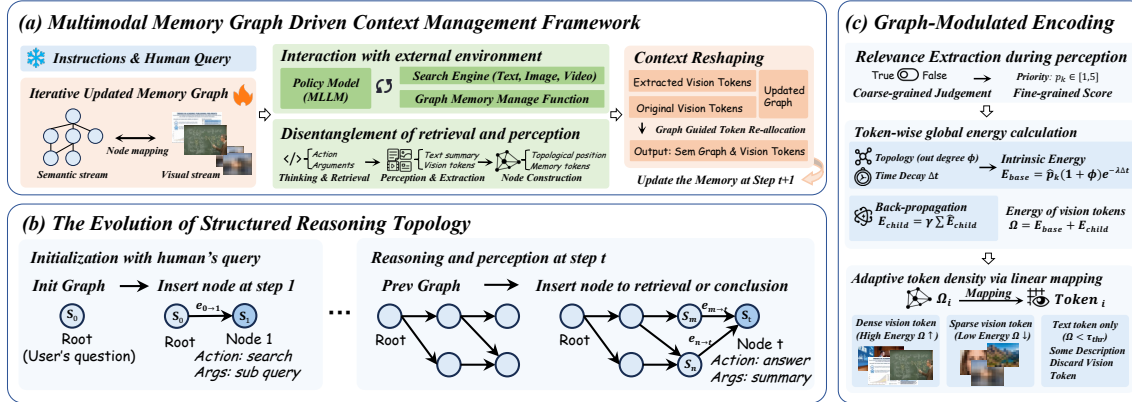 (a) Multimodal Memory Graph Driven Context Management Framework
Instructions & Human Query
Iterative Updated Memory Graph
Node mapping
Semantic stream
Visual stream
Interaction with external environment
Policy Model
(MLLM)
Search Engine (Text, Image, Video)
Graph Memory Manage Function
Disentanglement of retrieval and perception
</>
Action
Arguments
Text summary
Vision tokens
Topological position
Memory tokens
Thinking & Retrieval
Perception & Extraction
Node Construction
Context Reshaping
Extracted Vision Tokens
Original Vision Tokens
Updated
Graph
Graph Guided Token Re-allocation
Output: Sem Graph & Vision Tokens
Update the Memory at Step t+1
(b) The Evolution of Structured Reasoning Topology
Initialization with human's query
Init Graph
Insert node at step 1
S0
S0
e0→1
S1
Root
(User's question)
Root
Node 1
Action: search
Args: sub query
...
Reasoning and perception at step t
Prev Graph
Insert node to retrieval or conclusion
Root
Root
Sm
em→t
St
en→t
Sn
Node t
Action: answer
Args: summary
(c) Graph-Modulated Encoding
Relevance Extraction during perception
True False
Priority: pk ∈ [1,5]
Coarse-grained Judgement
Fine-grained Score
Token-wise global energy calculation
Topology (out degree ϕ)
Time Decay Δt
Intrinsic Energy
Ebase = p̂k(1 + ϕ)e−λΔt
Back-propagation
Echild = γ ∑ Êchild
Energy of vision tokens
Ω = Ebase + Echild
Adaptive token density via linear mapping
Ωi
Mapping
Token i
Dense vision token
(High Energy Ω ↑)
Sparse vision token
(Low Energy Ω ↓)
Text token only
(Ω < τthr)
Some Description
Discard Vision
Token